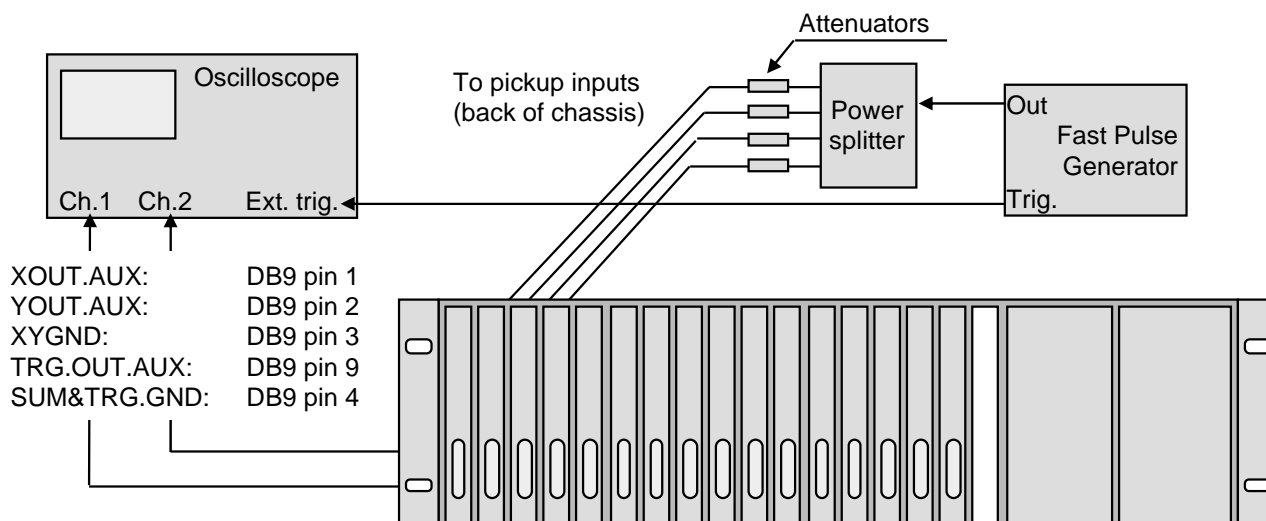 Attenuators
Oscilloscope
To pickup inputs
(back of chassis)
Power
splitter
Out
Fast Pulse
Generator
Trig.
Ch.1 Ch.2 Ext. trig.
XOUT.AUX: DB9 pin 1
YOUT.AUX: DB9 pin 2
XYGND: DB9 pin 3
TRG.OUT.AUX: DB9 pin 9
SUM&TRG.GND: DB9 pin 4